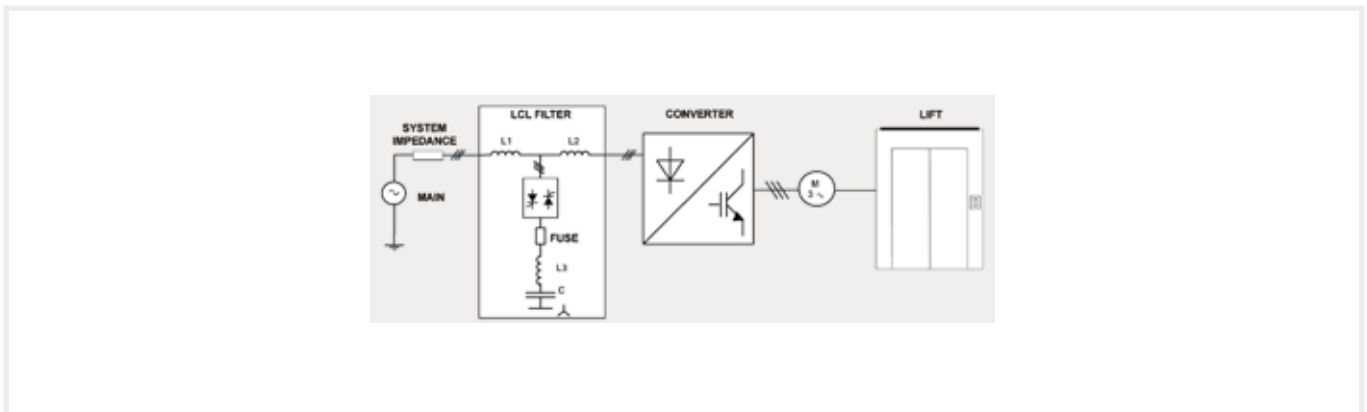 LCL FILTER
CONVERTER
LIFT
SYSTEM
IMPEDANCE
L1
L2
MAIN
M
3 ~
FUSE
L3
C